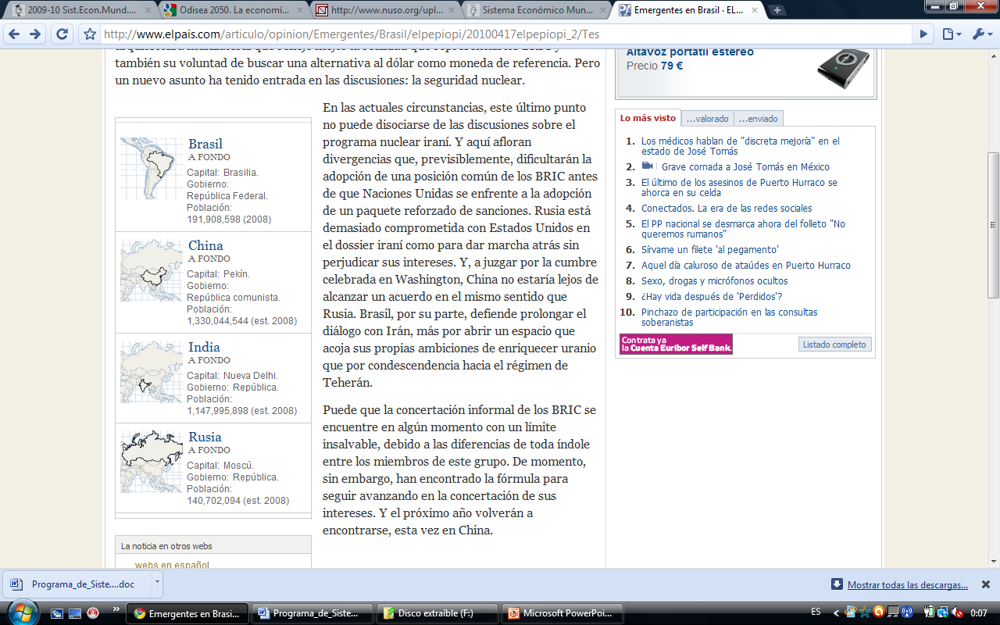 2009-10 Sist.Econ.Mund....
Odisea 2050. La economí...
http://www.nuso.org/upl...
Sistema Económico Mun...
Emergentes en Brasil · EL...
http://www.elpais.com/articulo/opinion/Emergentes/Brasil/elpepiopi/20100417elpepiopi_2/Tes
también su voluntad de buscar una alternativa al dólar como moneda de referencia. Pero
un nuevo asunto ha tenido entrada en las discusiones: la seguridad nuclear.
Brasil
A FONDO
Capital: Brasilia.
Gobierno:
República Federal.
Población:
191,908,598 (2008)
China
A FONDO
Capital: Pekín.
Gobierno:
República comunista.
Población:
1,330,044,544 (est. 2008)
India
A FONDO
Capital: Nueva Delhi.
Gobierno: República.
Población:
1,147,995,898 (est. 2008)
Rusia
A FONDO
Capital: Moscú.
Gobierno: República.
Población:
140,702,094 (est. 2008)
La noticia en otros webs
webs en español
En las actuales circunstancias, este último punto
no puede disociarse de las discusiones sobre el
programa nuclear iraní. Y aquí afloran
divergencias que, previsiblemente, dificultarán la
adopción de una posición común de los BRIC antes
de que Naciones Unidas se enfrente a la adopción
de un paquete reforzado de sanciones. Rusia está
demasiado comprometida con Estados Unidos en
el dossier iraní como para dar marcha atrás sin
perjudicar sus intereses. Y, a juzgar por la cumbre
celebrada en Washington, China no estaría lejos de
alcanzar un acuerdo en el mismo sentido que
Rusia. Brasil, por su parte, defiende prolongar el
diálogo con Irán, más por abrir un espacio que
acoja sus propias ambiciones de enriquecer uranio
que por condescendencia hacia el régimen de
Teherán.
Puede que la concertación informal de los BRIC se
encuentre en algún momento con un límite
insalvable, debido a las diferencias de toda índole
entre los miembros de este grupo. De momento,
sin embargo, han encontrado la fórmula para
seguir avanzando en la concertación de sus
intereses. Y el próximo año volverán a
encontrarse, esta vez en China.
Altavoz portátil estéreo
Precio 79 €
Lo más visto ...valorado ...enviado
1. Los médicos hablan de "discreta mejoría" en el
estado de José Tomás
2. Grave cornada a José Tomás en México
3. El último de los asesinos de Puerto Hurraco se
ahorca en su celda
4. Conectados. La era de las redes sociales
5. El PP nacional se desmarca ahora del folleto "No
queremos rumanos"
6. Sírvame un filete 'al pegamento'
7. Aquel día caluroso de ataúdes en Puerto Hurraco
8. Sexo, drogas y micrófonos ocultos
9. ¿Hay vida después de 'Perdidos'?
10. Pinchazo de participación en las consultas
soberanistas
Contrata ya
la Cuenta Euríbor Self Bank.
Listado completo
Programa_de_Siste....doc
Mostrar todas las descargas...
Emergentes en Brasi...
Programa_de_Siste...
Disco extraíble (F:)
Microsoft PowerPoi...
ES
0:07